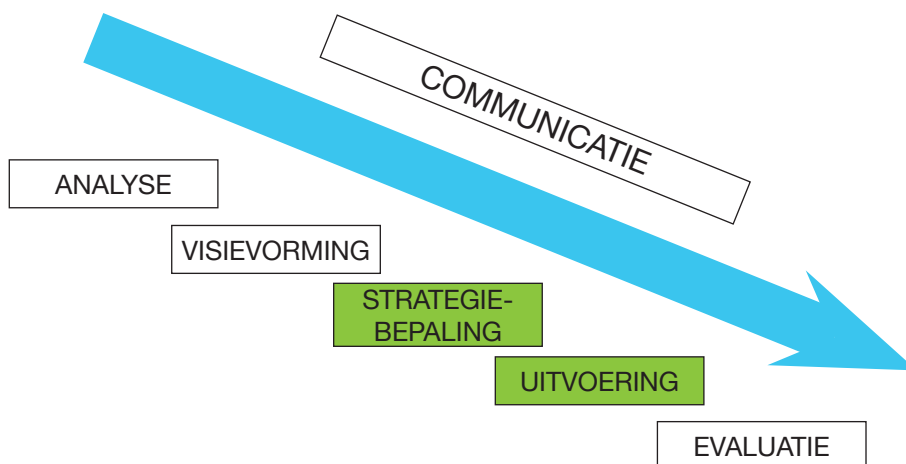 COMMUNICATIE
ANALYSE
VISIEVORMING
STRATEGIE-
BEPALING
UITVOERING
EVALUATIE